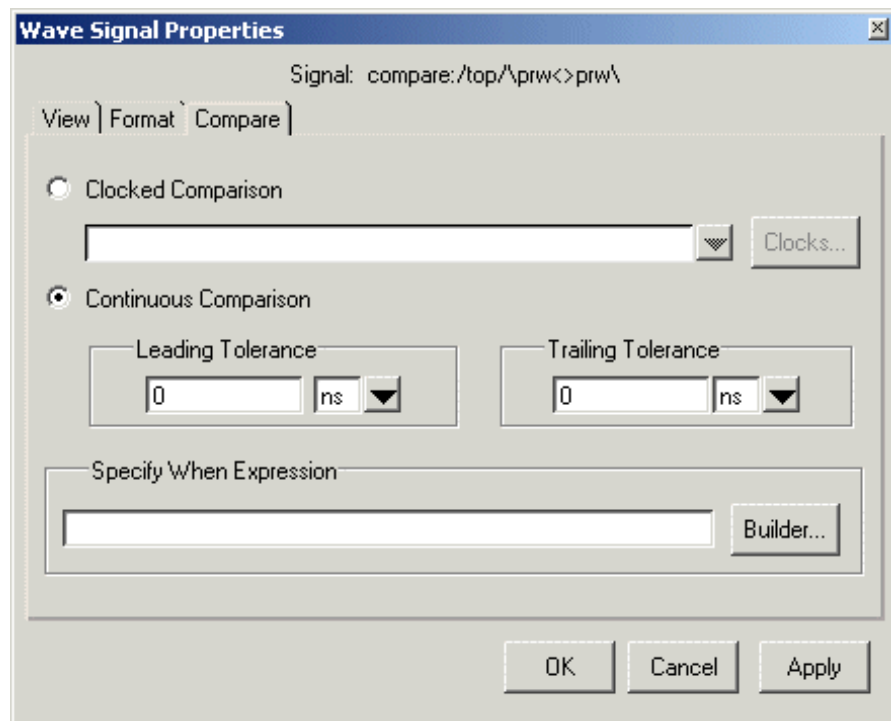 Wave Signal Properties
Signal: compare:/top/\prw<>prw\
View Format Compare
Clocked Comparison
Clocks...
Continuous Comparison
Leading Tolerance Trailing Tolerance
0 ns 0 ns
Specify When Expression
Builder...
OK Cancel Apply